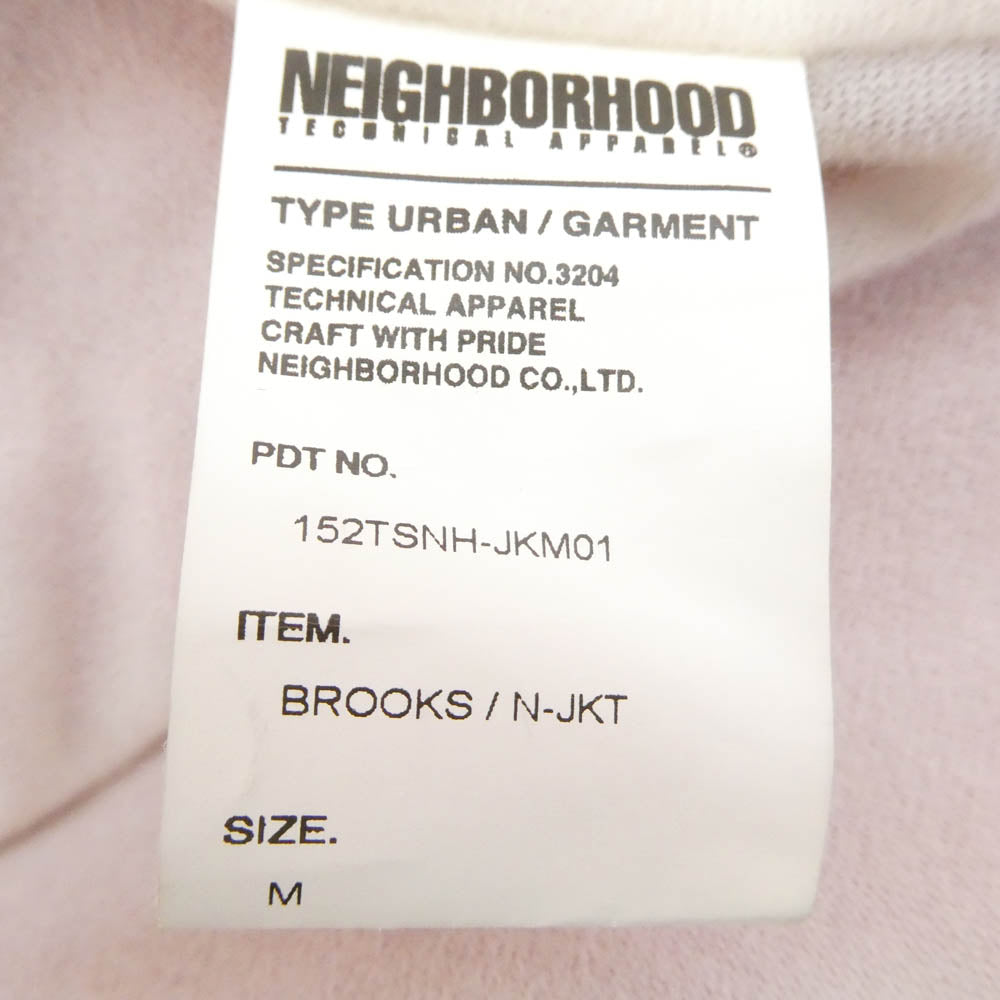 NEIGHBORHOOD
TECHNICAL APPAREL®
TYPE URBAN / GARMENT
SPECIFICATION NO.3204
TECHNICAL APPAREL
CRAFT WITH PRIDE
NEIGHBORHOOD CO.,LTD.
PDT NO.
152TSNH-JKM01
ITEM.
BROOKS / N-JKT
SIZE.
M